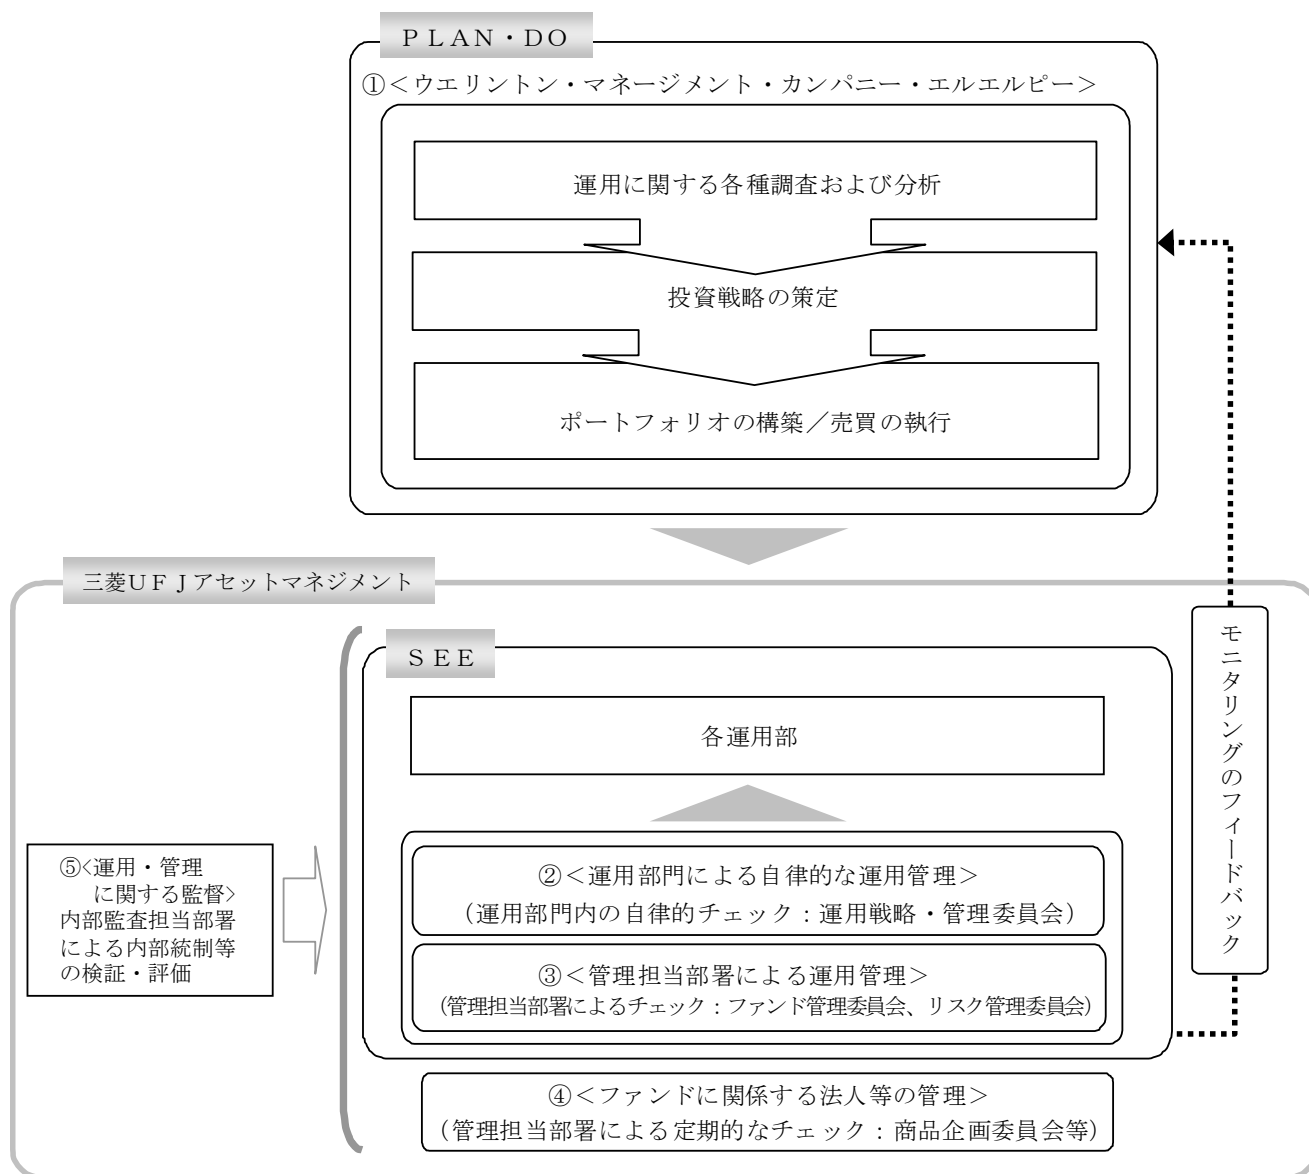 ＰＬＡＮ・ＤＯ
①＜ウエリントン・マネージメント・カンパニー・エルエルピー＞
運用に関する各種調査および分析
投資戦略の策定
ポートフォリオの構築／売買の執行
三菱ＵＦＪアセットマネジメント
ＳＥＥ
各運用部
②＜運用部門による自律的な運用管理＞
（運用部門内の自律的チェック：運用戦略・管理委員会）
③＜管理担当部署による運用管理＞
（管理担当部署によるチェック：ファンド管理委員会、リスク管理委員会）
④＜ファンドに関係する法人等の管理＞
（管理担当部署による定期的なチェック：商品企画委員会等）
⑤<運用・管理
に関する監督>
内部監査担当部署
による内部統制等
の検証・評価
モニタリングのフィードバック